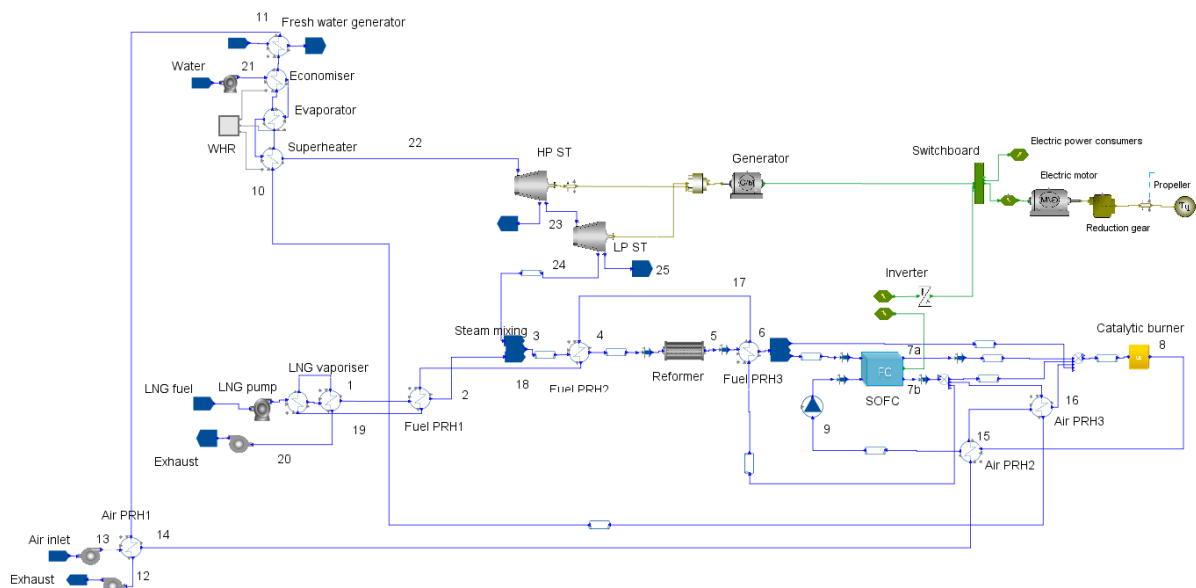 11
Fresh water generator
Water
21
Economiser
Evaporator
WHR
Superheater
22
10
HP ST
Generator
Switchboard
Electric power consumers
Electric motor
Propeller
Reduction gear
23
LP ST
24
25
17
Inverter
Steam mixing
3
4
5
6
7a
Catalytic burner
8
LNG vaporiser
1
18
Fuel PRH2
Reformer
Fuel PRH3
FC
SOFC
7b
LNG fuel
LNG pump
2
19
Fuel PRH1
9
16
Air PRH3
Exhaust
20
15
Air PRH2
Air PRH1
Air inlet
13
14
Exhaust
12